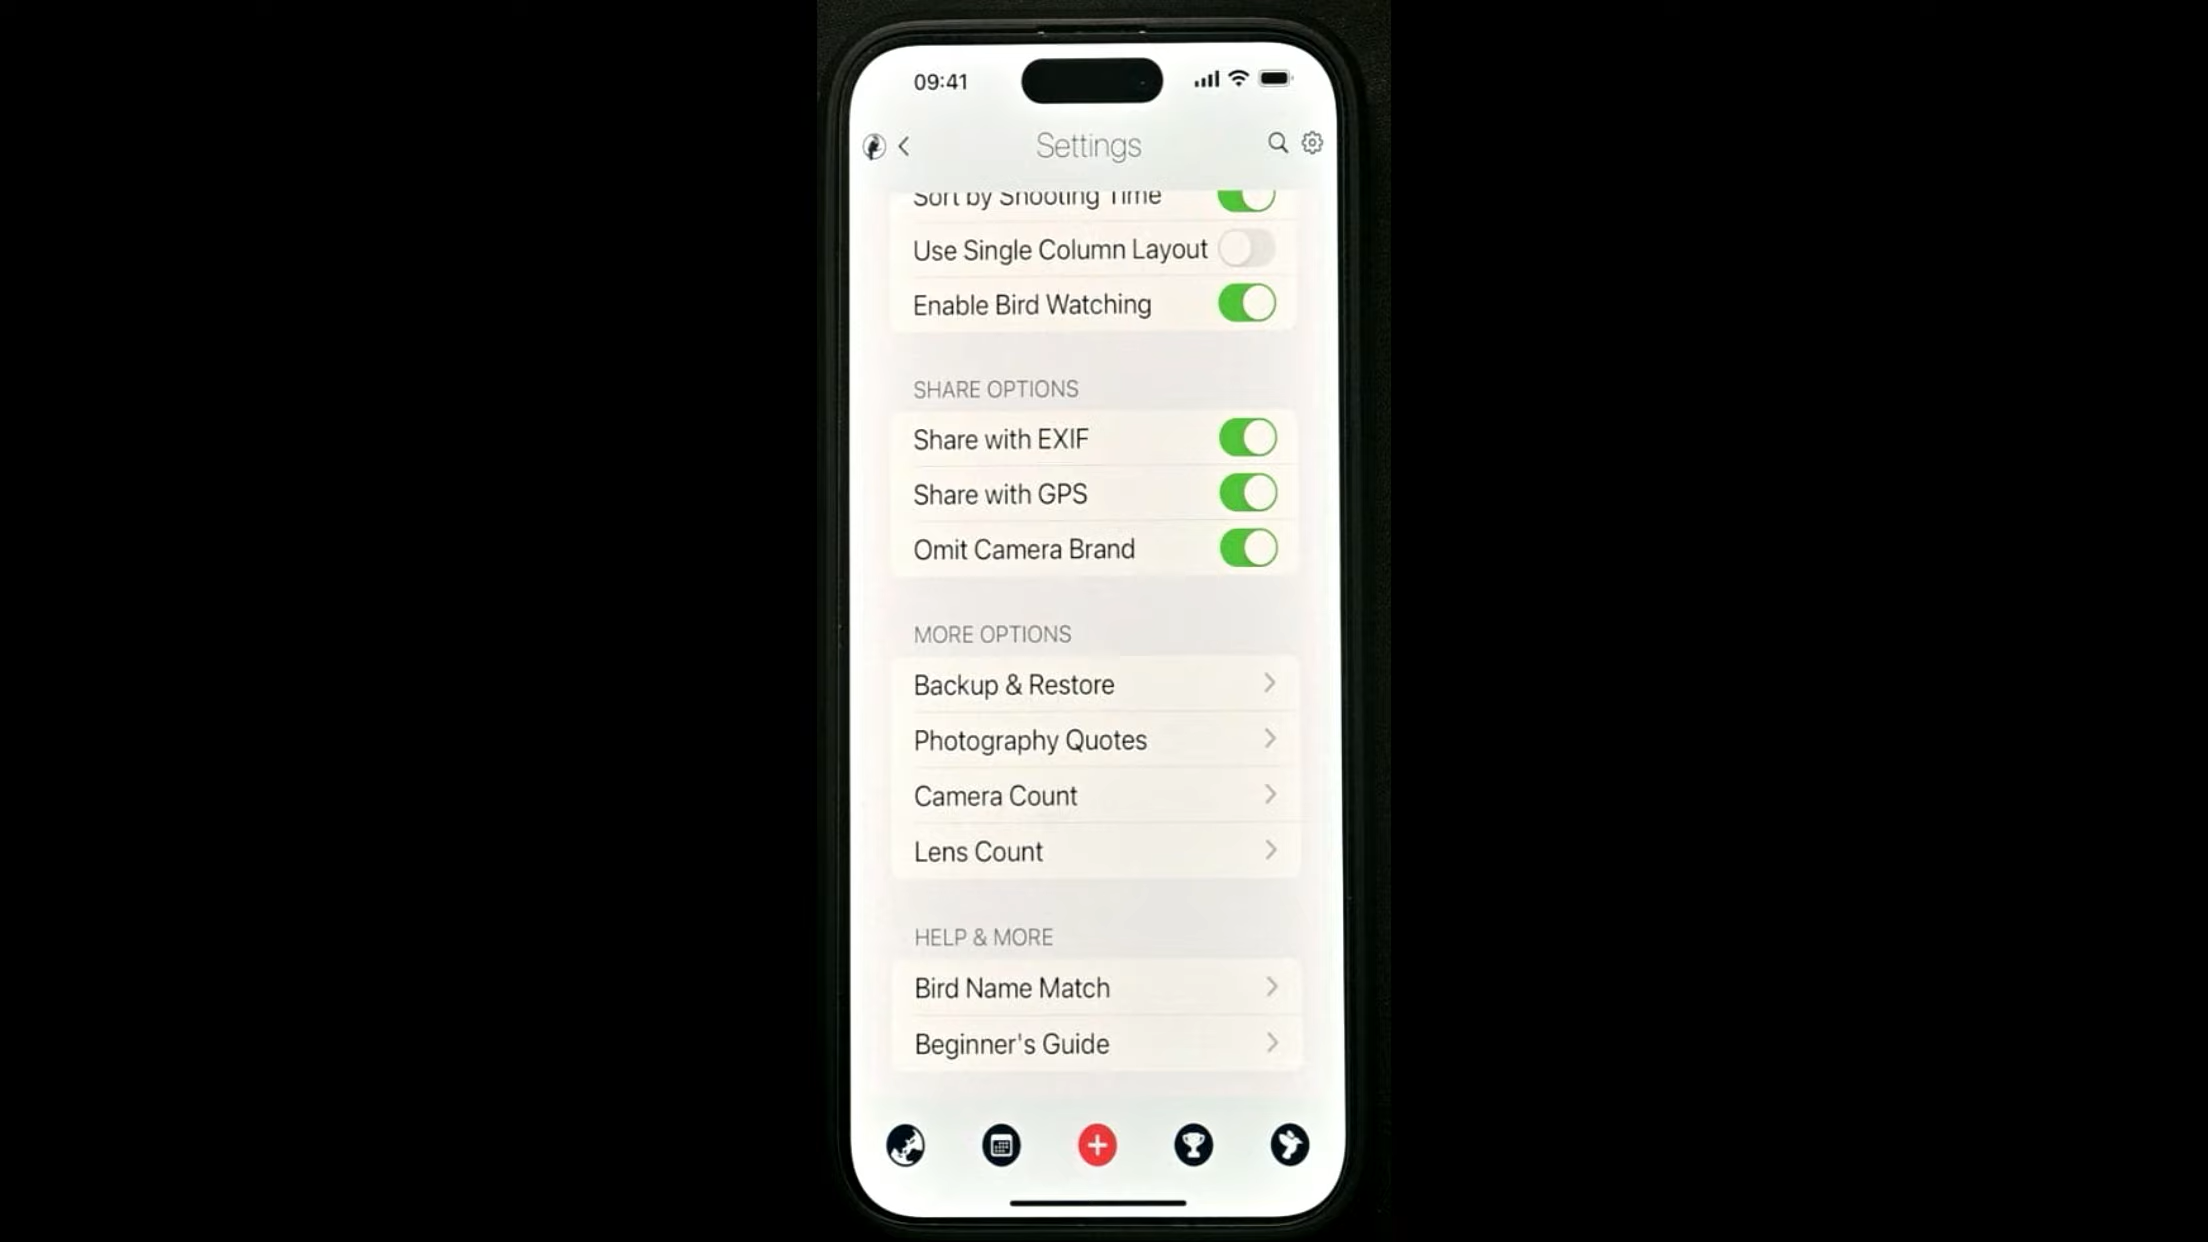 09:41
Settings
Sort by Shooting Time
Use Single Column Layout
Enable Bird Watching
SHARE OPTIONS
Share with EXIF
Share with GPS
Omit Camera Brand
MORE OPTIONS
Backup & Restore
Photography Quotes
Camera Count
Lens Count
HELP & MORE
Bird Name Match
Beginner's Guide